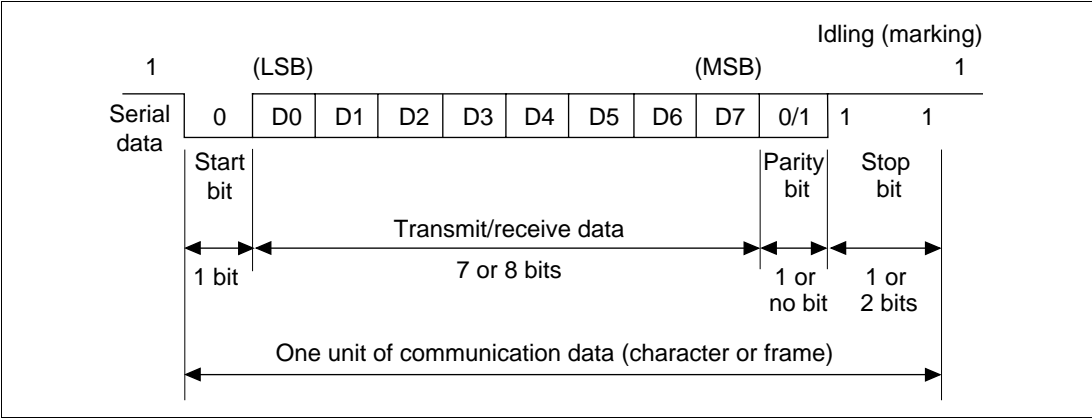 Idling (marking)
1 (LSB) (MSB) 1
Serial data
0 D0 D1 D2 D3 D4 D5 D6 D7 0/1 1 1
Start bit
Parity bit
Stop bit
Transmit/receive data
1 bit
7 or 8 bits
1 or no bit
1 or 2 bits
One unit of communication data (character or frame)